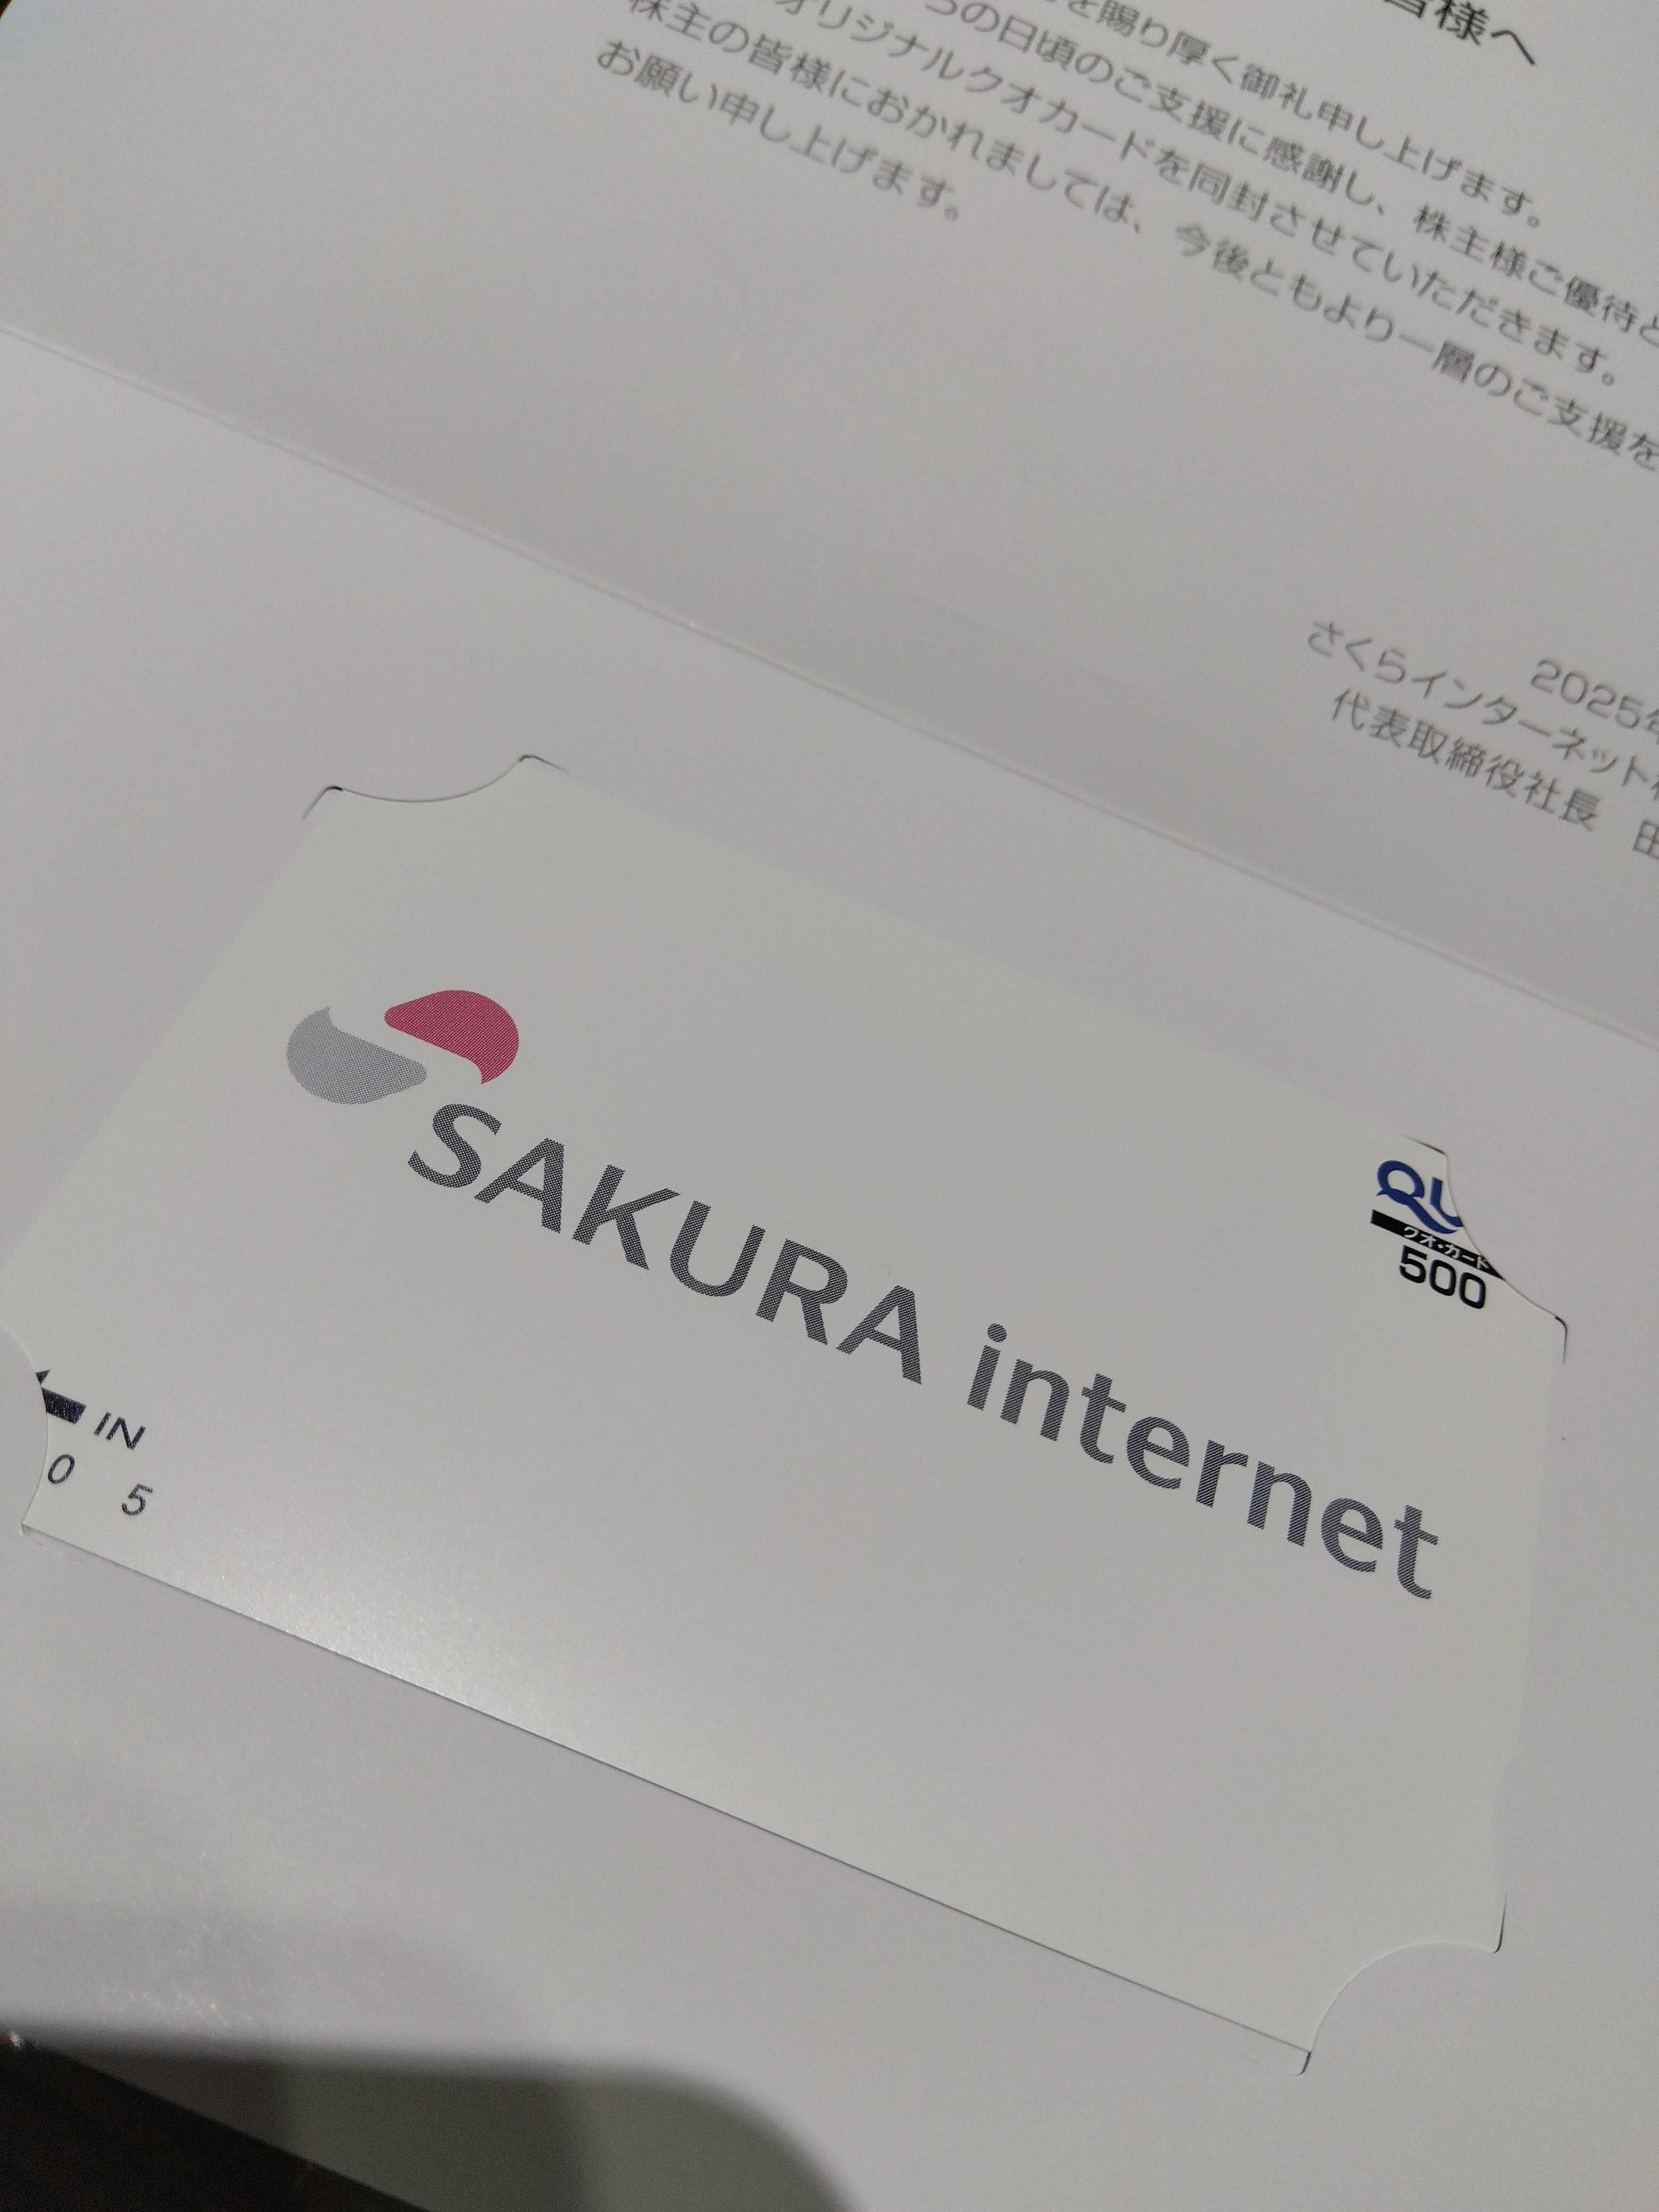 皆様へ
を賜り厚く御礼申し上げます。
の日頃のご支援に感謝し、株主様ご優待と
オリジナルクオカードを同封させていただきます。
株主の皆様におかれましては、今後ともより一層のご支援を
お願い申し上げます。
2025年
さくらインターネット株
代表取締役社長 田
QU
クオ・カード
500
SAKURA internet
IN
0 5